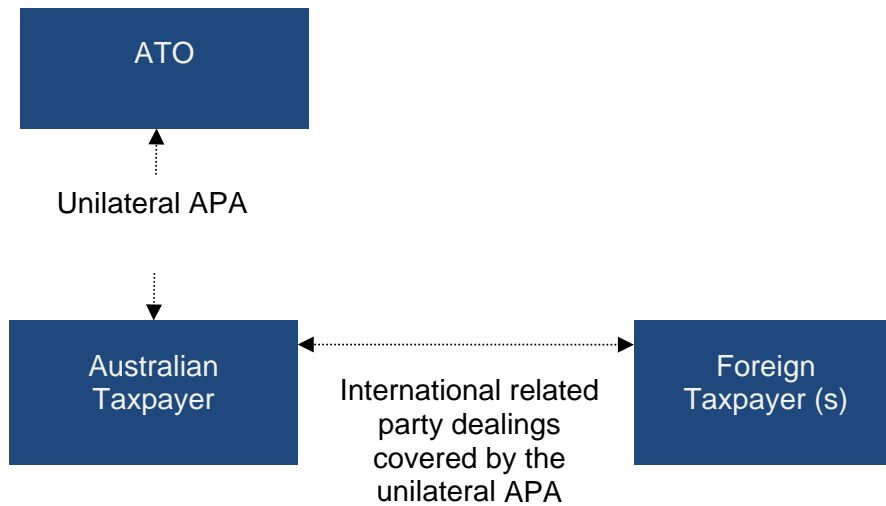 ATO
Unilateral APA
Australian
Taxpayer
Foreign
Taxpayer (s)
International related
party dealings
covered by the
unilateral APA